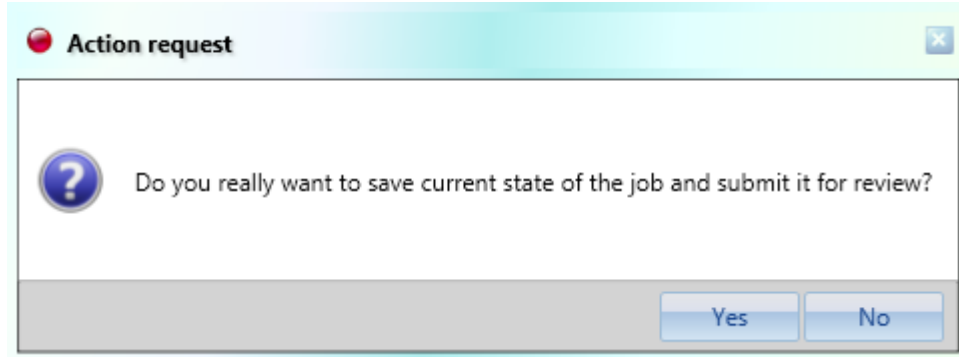 Action request
Do you really want to save current state of the job and submit it for review?
Yes
No